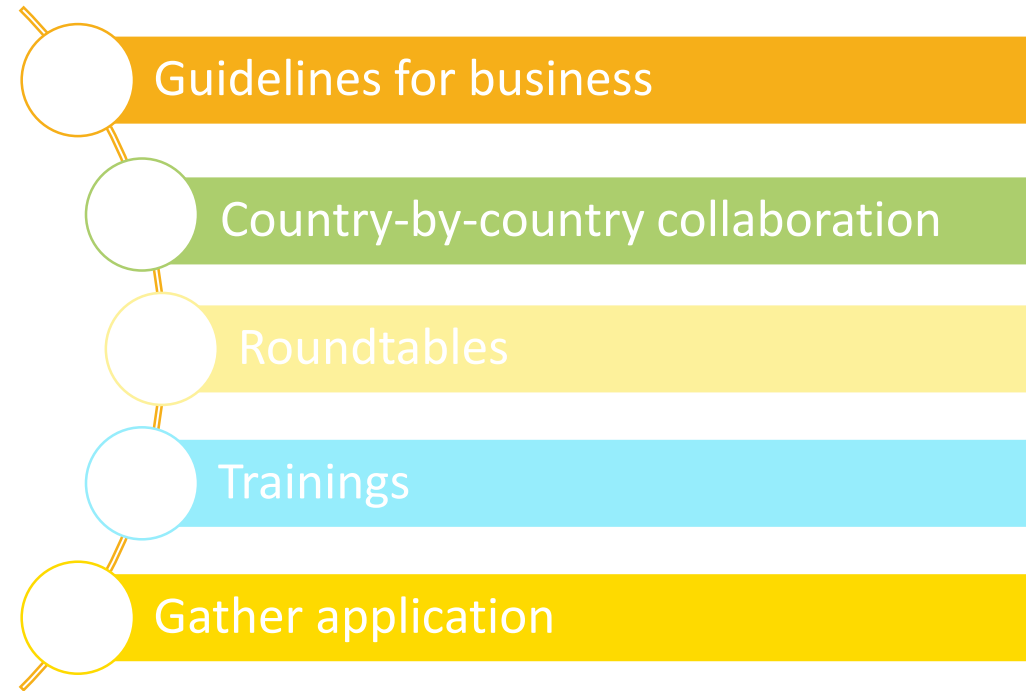 Guidelines for business
Country-by-country collaboration
Roundtables
Trainings
Gather application